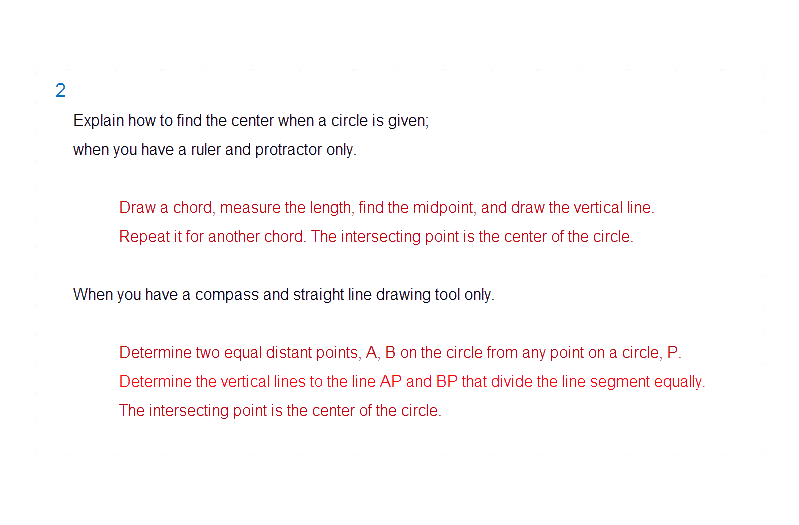 2
Explain how to find the center when a circle is given;
when you have a ruler and protractor only.
Draw a chord, measure the length, find the midpoint, and draw the vertical line.
Repeat it for another chord. The intersecting point is the center of the circle.
When you have a compass and straight line drawing tool only.
Determine two equal distant points, A, B on the circle from any point on a circle, P.
Determine the vertical lines to the line AP and BP that divide the line segment equally.
The intersecting point is the center of the circle.